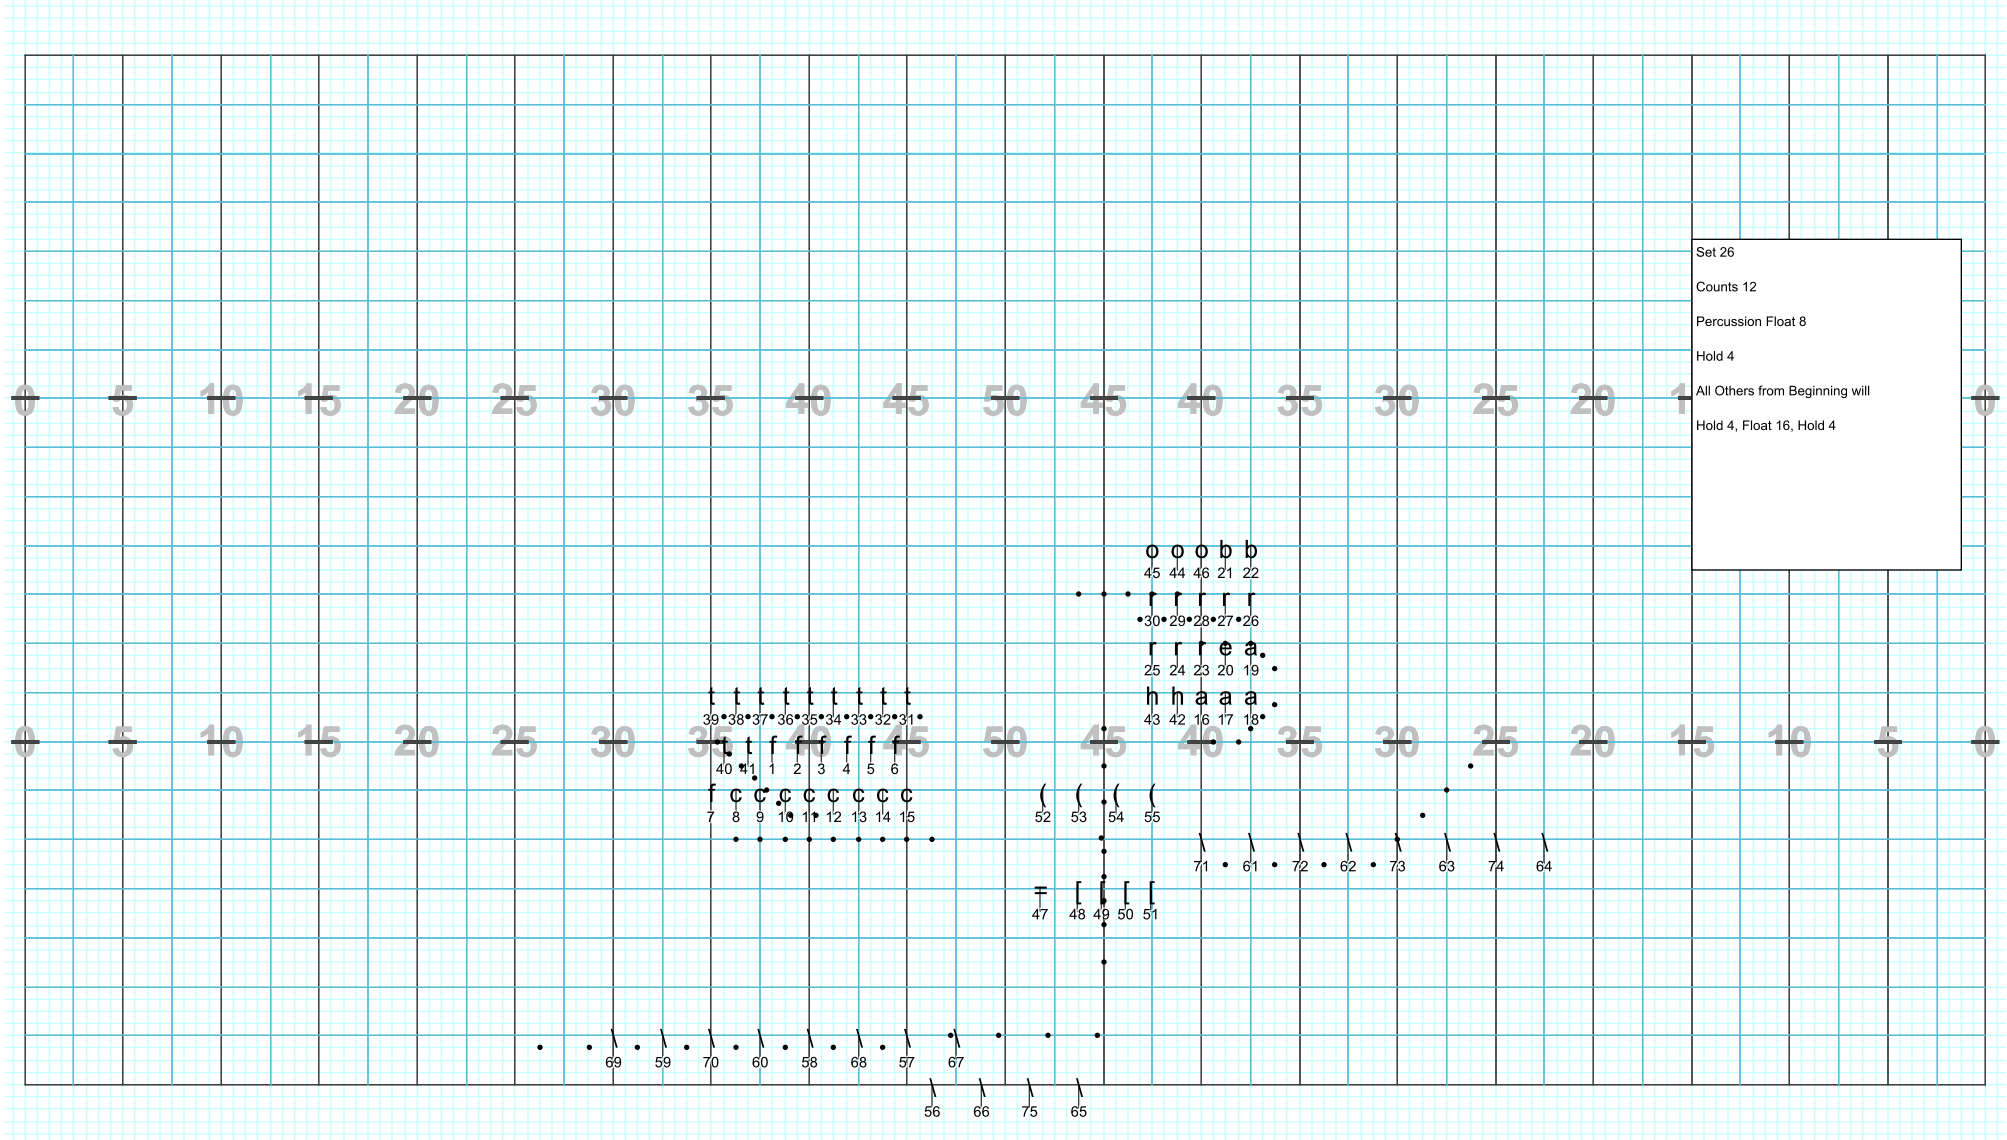 Set 26
Counts 12
Percussion Float 8
Hold 4
All Others from Beginning will
Hold 4, Float 16, Hold 4
0 5 10 15 20 25 30 35 40 45 50 45 40 35 30 25 20 1 5 0
o o o b b
45 44 46 21 22
r r r r r
30 29 28 27 26
r r r e a
25 24 23 20 19
t t t t t t t t t h h a a a
39 38 37 36 35 34 33 32 31 43 42 16 17 18
0 5 10 15 20 25 30 35 40 45 50 45 40 35 30 25 20 15 10 5 0
t t f f f f f f
40 41 1 2 3 4 5 6
f c c c c c c c c ( ( ( (
7 8 9 10 11 12 13 14 15 52 53 54 55
\ \ \ \ \ \ \ \
71 61 72 62 73 63 74 64
= [ [ [ [
47 48 49 50 51
\ \ \ \ \ \ \ \
69 59 70 60 58 68 57 67
\ \ \ \
56 66 75 65